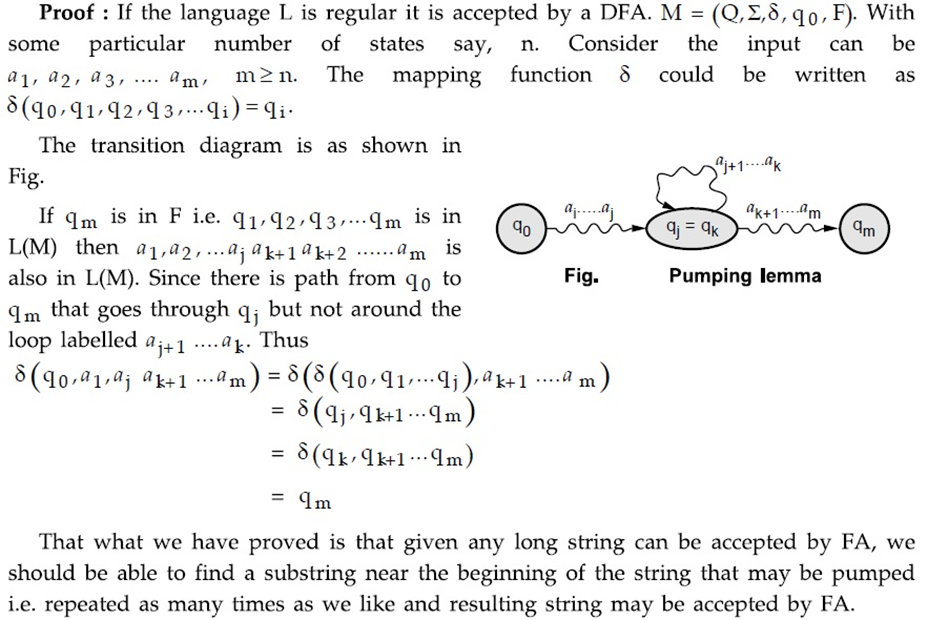 Proof : If the language L is regular it is accepted by a DFA. M = (Q,Σ,δ, q₀, F). With
some particular number of states say, n. Consider the input can be
a₁, a₂, a₃, .... aₘ, m ≥ n. The mapping function δ could be written as
δ(q₀,q₁,q₂,q₃,...qᵢ) = qᵢ.
The transition diagram is as shown in
Fig.
If qₘ is in F i.e. q₁,q₂,q₃,...qₘ is in
L(M) then a₁,a₂,...aⱼ aₖ₊₁ aₖ₊₂ ......aₘ is
also in L(M). Since there is path from q₀ to
qₘ that goes through qⱼ but not around the
loop labelled aⱼ₊₁ ....aₖ. Thus
aⱼ₊₁....aₖ
aᵢ.....aⱼ
aₖ₊₁....aₘ
q₀
qⱼ = qₖ
qₘ
Fig. Pumping lemma
δ(q₀,a₁,aⱼ aₖ₊₁ ...aₘ) = δ(δ(q₀,q₁,...qⱼ),aₖ₊₁ ....a ₘ)
= δ(qⱼ,qₖ₊₁...qₘ)
= δ(qₖ,qₖ₊₁...qₘ)
= qₘ
That what we have proved is that given any long string can be accepted by FA, we
should be able to find a substring near the beginning of the string that may be pumped
i.e. repeated as many times as we like and resulting string may be accepted by FA.